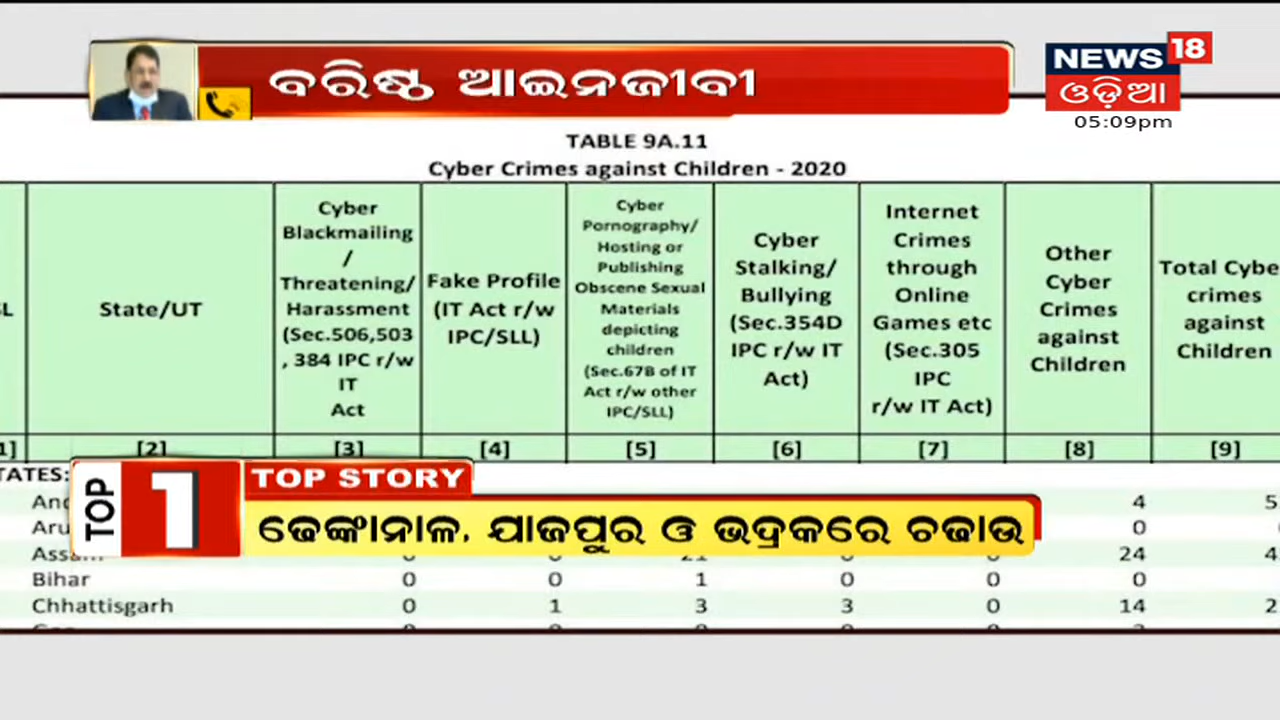 ବରିଷ୍ଠ ଆଇନଜୀବୀ
NEWS 18
ଓଡ଼ିଆ
05:09pm
TABLE 9A.11
Cyber Crimes against Children - 2020
State/UT
Cyber
Blackmailing
/
Threatening/
Harassment
(Sec.506,503
, 384 IPC r/w
IT
Act
Fake Profile
(IT Act r/w
IPC/SLL)
Cyber
Pornography/
Hosting or
Publishing
Obscene Sexual
Materials
depicting
children
(Sec.67B of IT
Act r/w other
IPC/SLL)
Cyber
Stalking/
Bullying
(Sec.354D
IPC r/w IT
Act)
Internet
Crimes
through
Online
Games etc
(Sec.305
IPC
r/w IT Act)
Other
Cyber
Crimes
against
Children
Total Cybe
crimes
against
Children
[2] [3] [4] [5] [6] [7] [8] [9]
TATES:
TOP 1
TOP STORY
ଢେଙ୍କାନାଳ, ଯାଜପୁର ଓ ଭଦ୍ରକରେ ଚଢାଉ
4 5
0
24 4
Bihar 0 0 1 0 0 0
Chhattisgarh 0 1 3 3 0 14 2